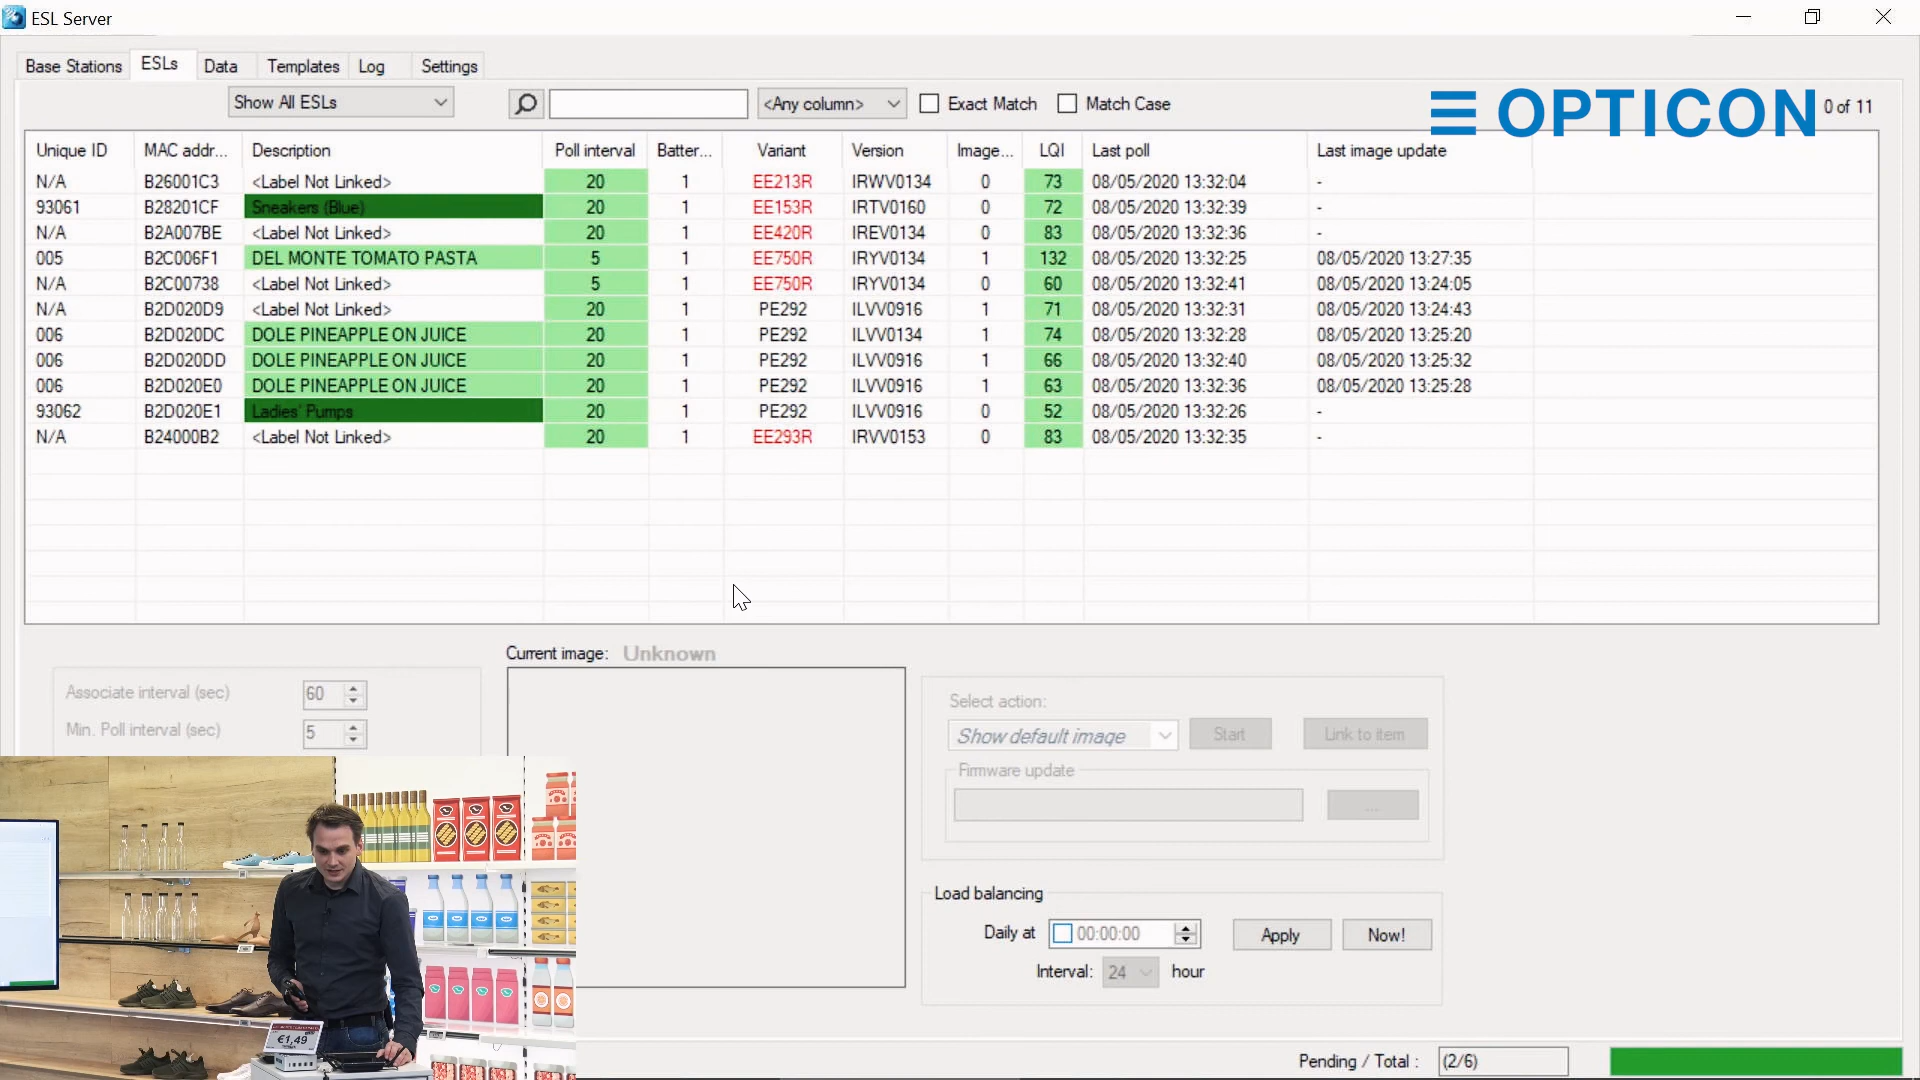 ESL Server
Base Stations ESLs Data Templates Log Settings
Show All ESLs <Any column> Exact Match Match Case OPTICON 0 of 11
Unique ID MAC addr... Description Poll interval Batter... Variant Version Image... LQI Last poll Last image update
N/A B26001C3 <Label Not Linked> 20 1 EE213R IRWV0134 0 73 08/05/2020 13:32:04 -
93061 B28201CF Sneakers (Blue) 20 1 EE153R IRTV0160 0 72 08/05/2020 13:32:39 -
N/A B2A007BE <Label Not Linked> 20 1 EE420R IREV0134 0 83 08/05/2020 13:32:36 -
005 B2C006F1 DEL MONTE TOMATO PASTA 5 1 EE750R IRYV0134 1 132 08/05/2020 13:32:25 08/05/2020 13:27:35
N/A B2C00738 <Label Not Linked> 5 1 EE750R IRYV0134 1 60 08/05/2020 13:32:41 08/05/2020 13:24:05
N/A B2D020D9 <Label Not Linked> 20 1 PE292 ILVV0916 1 71 08/05/2020 13:32:31 08/05/2020 13:24:43
006 B2D020DC DOLE PINEAPPLE ON JUICE 20 1 PE292 ILVV0134 1 74 08/05/2020 13:32:28 08/05/2020 13:25:20
006 B2D020DD DOLE PINEAPPLE ON JUICE 20 1 PE292 ILVV0916 1 66 08/05/2020 13:32:40 08/05/2020 13:25:32
006 B2D020E0 DOLE PINEAPPLE ON JUICE 20 1 PE292 ILVV0916 1 63 08/05/2020 13:32:36 08/05/2020 13:25:28
93062 B2D020E1 Ladies' Pumps 20 1 PE292 ILVV0916 0 52 08/05/2020 13:32:26 -
N/A B24000B2 <Label Not Linked> 20 1 EE293R IRVV0153 0 83 08/05/2020 13:32:35 -
Current image: Unknown
Associate interval (sec) 60
Min. Poll interval (sec) 5
Select action:
Show default image Start Link to item
Firmware update
...
Load balancing
Daily at 00:00:00 Apply Now!
Interval: 24 hour
€1,49
Pending / Total : (2/6)